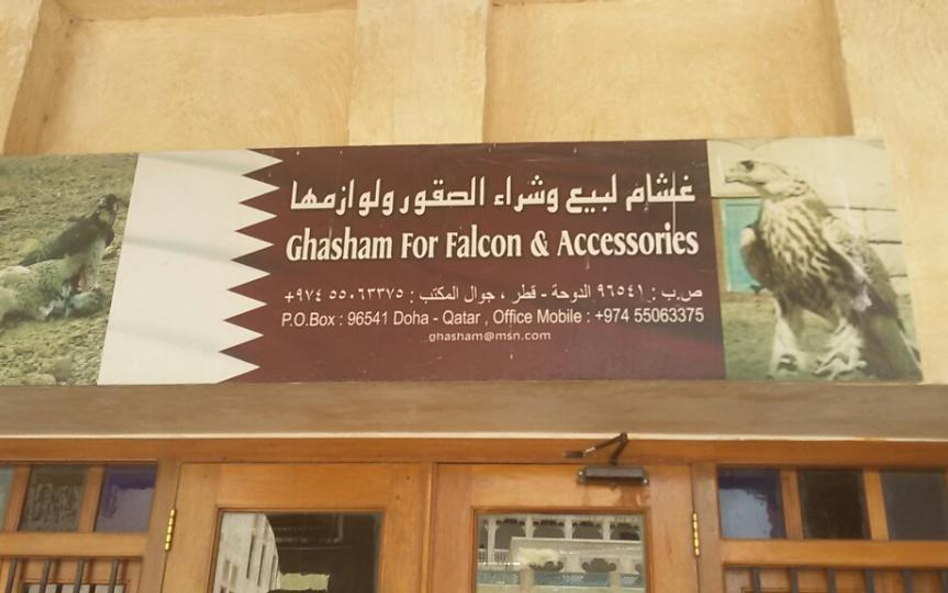 غشام لبيع وشراء الصقور ولوازمها
Ghasham For Falcon & Accessories
ص.ب : ٩٦٥٤١ الدوحة - قطر ، جوال المكتب : ٥٥٠٦٣٣٧٥ ٩٧٤+
P.O.Box : 96541 Doha - Qatar , Office Mobile : +974 55063375
ghasham@msn.com